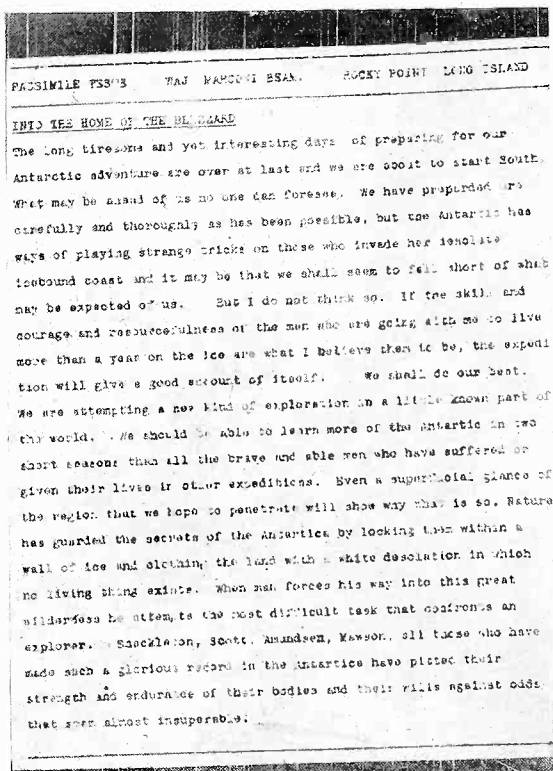 FACSIMILE PRESS WAJ MARCONI BEAM ROCKY POINT LONG ISLAND
INTO THE HOME OF THE BLIZZARD
The long tiresome and yet interesting days of preparing for our
Antarctic adventure are over at last and we are about to start South.
What may be ahead of us no one can foresee. We have preparded
carefully and thoroughly as has been possible, but the Antartic has
ways of playing strange tricks on those who invade her desolate
icebound coast and it may be that we shall seem to fall short of what
may be expected of us. But I do not think so. If the skill and
courage and resourcefulness of the men who are going with me to live
more than a year on the ice are what I believe them to be, the expedi
tion will give a good account of itself. We shall do our best.
We are attempting a new kind of exploration in a little known part of
the world. We should be able to learn more of the Antartic in two
short seasons than all the brave and able men who have suffered or
given their lives in other expeditions. Even a superficial glance of
the region that we hope to penetrate will show why this is so. Nature
has guarded the secrets of the Antartica by locking them within a
wall of ice and clothing the land with a white desolation in which
no living thing exists. When man forces his way into this great
wilderness he attempts the most difficult task that confronts an
explorer. Shackleton, Scott, Amundsen, Mawson, all those who have
made such a glorious record in the Antartica have pitted their
strength and endurance of their bodies and their wills against odds
that seem almost insuperable.